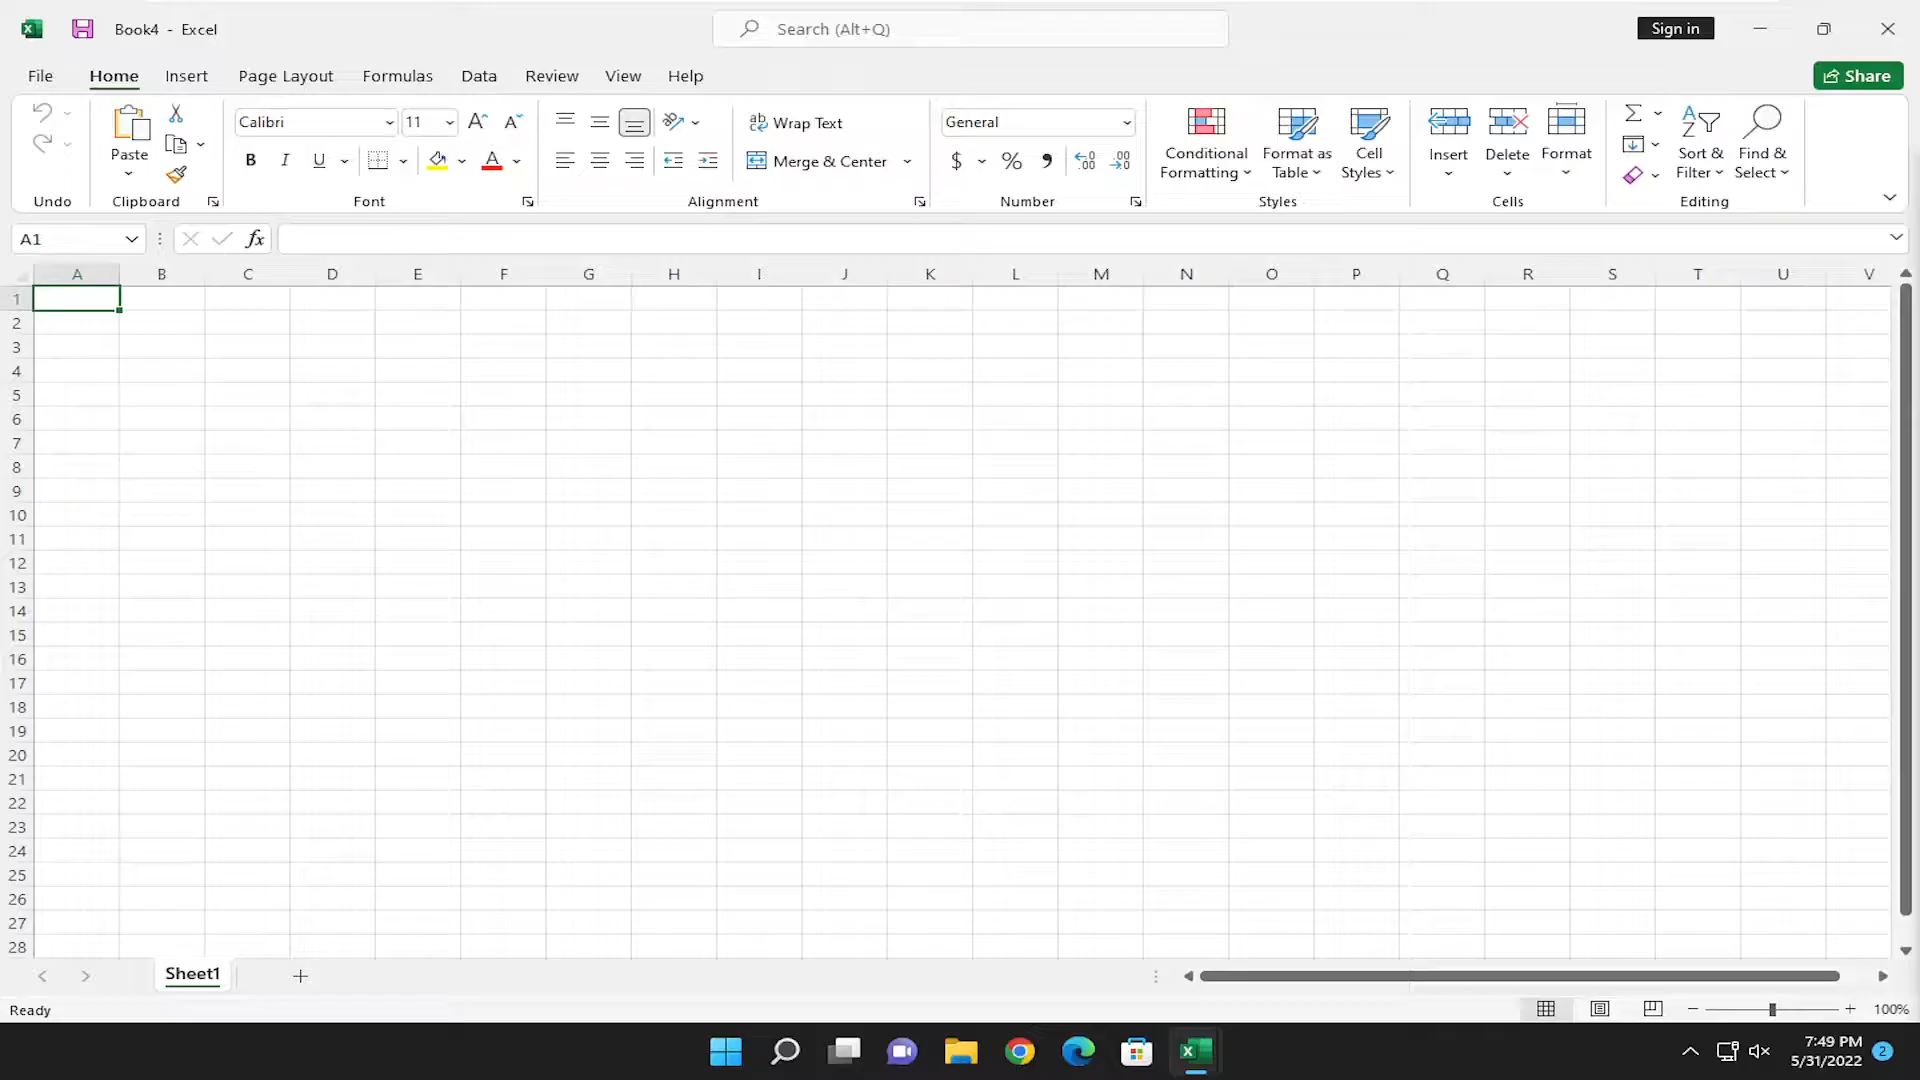 Book4 - Excel
Search (Alt+Q)
Sign in
File Home Insert Page Layout Formulas Data Review View Help
Share
Calibri 11
Wrap Text
General
Paste
B I U A
Merge & Center
$ % 9
Conditional Formatting
Format as Table
Cell Styles
Insert
Delete
Format
Sort & Filter
Find & Select
Undo Clipboard Font Alignment Number Styles Cells Editing
A1
fx
A B C D E F G H I J K L M N O P Q R S T U V
1
2
3
4
5
6
7
8
9
10
11
12
13
14
15
16
17
18
19
20
21
22
23
24
25
26
27
28
Sheet1
Ready
100%
7:49 PM
5/31/2022
2